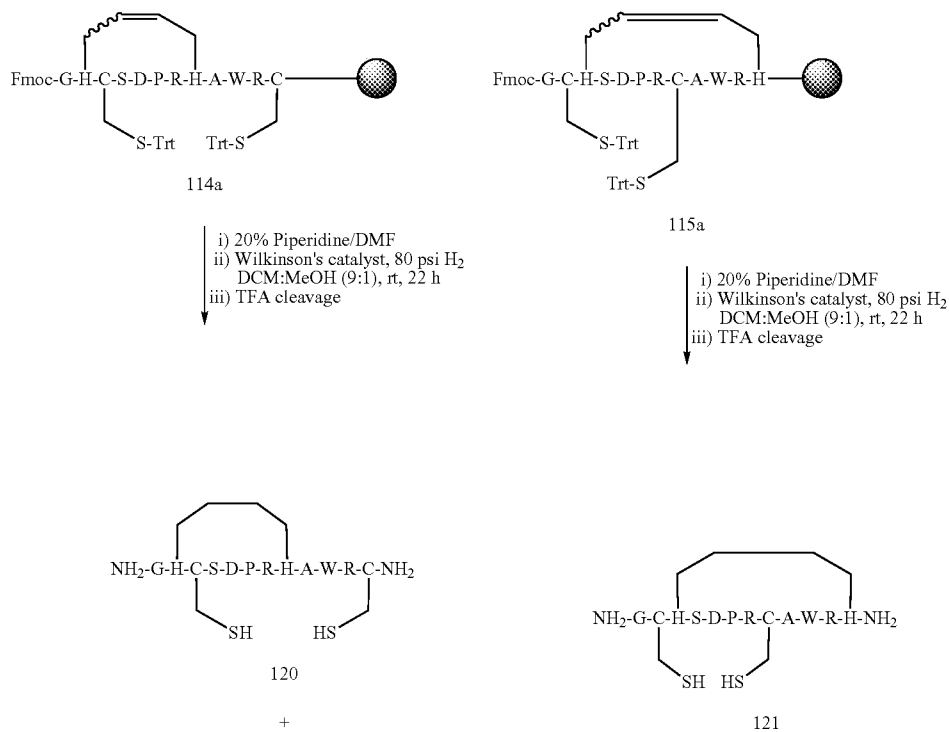 Fmoc-G-H-C-S-D-P-R-H-A-W-R-C
S-Trt
Trt-S
114a
i) 20% Piperidine/DMF
ii) Wilkinson's catalyst, 80 psi H2
DCM:MeOH (9:1), rt, 22 h
iii) TFA cleavage
NH2-G-H-C-S-D-P-R-H-A-W-R-C-NH2
SH
HS
120
+
Fmoc-G-C-H-S-D-P-R-C-A-W-R-H
S-Trt
Trt-S
115a
i) 20% Piperidine/DMF
ii) Wilkinson's catalyst, 80 psi H2
DCM:MeOH (9:1), rt, 22 h
iii) TFA cleavage
NH2-G-C-H-S-D-P-R-C-A-W-R-H-NH2
SH
HS
121